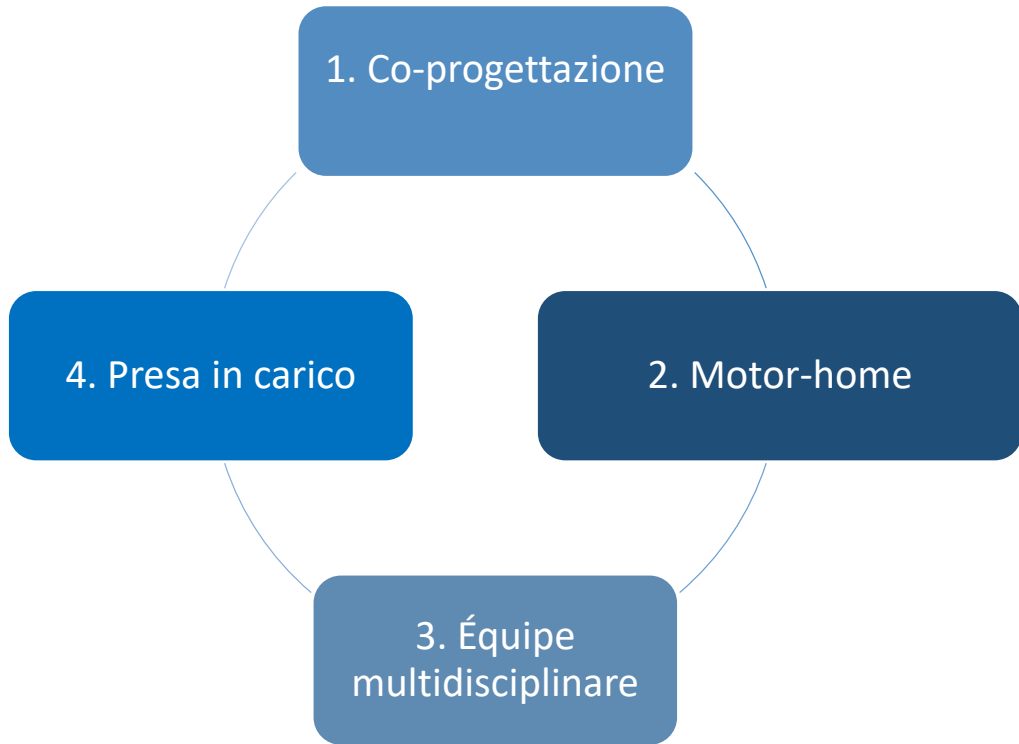 1. Co-progettazione
2. Motor-home
3. Équipe
multidisciplinare
4. Presa in carico